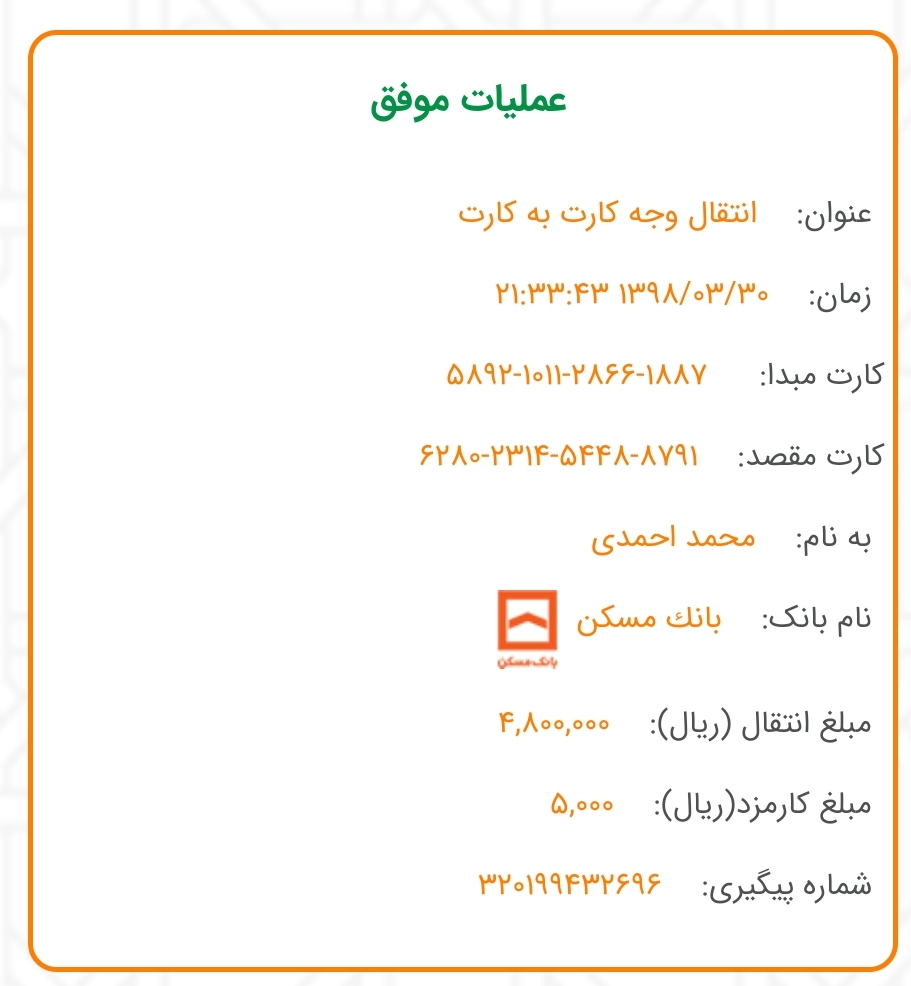 عملیات موفق
عنوان: انتقال وجه کارت به کارت
زمان: ۱۳۹۸/۰۳/۳۰ ۲۱:۳۳:۴۳
کارت مبدا: ۵۸۹۲-۱۰۱۱-۲۸۶۶-۱۸۸۷
کارت مقصد: ۶۲۸۰-۲۳۱۴-۵۴۴۸-۸۷۹۱
به نام: محمد احمدی
نام بانک: بانك مسکن
بانک مسکن
مبلغ انتقال (ریال): ۴,۸۰۰,۰۰۰
مبلغ کارمزد(ریال): ۵,۰۰۰
شماره پیگیری: ۳۲۰۱۹۹۴۳۲۶۹۶